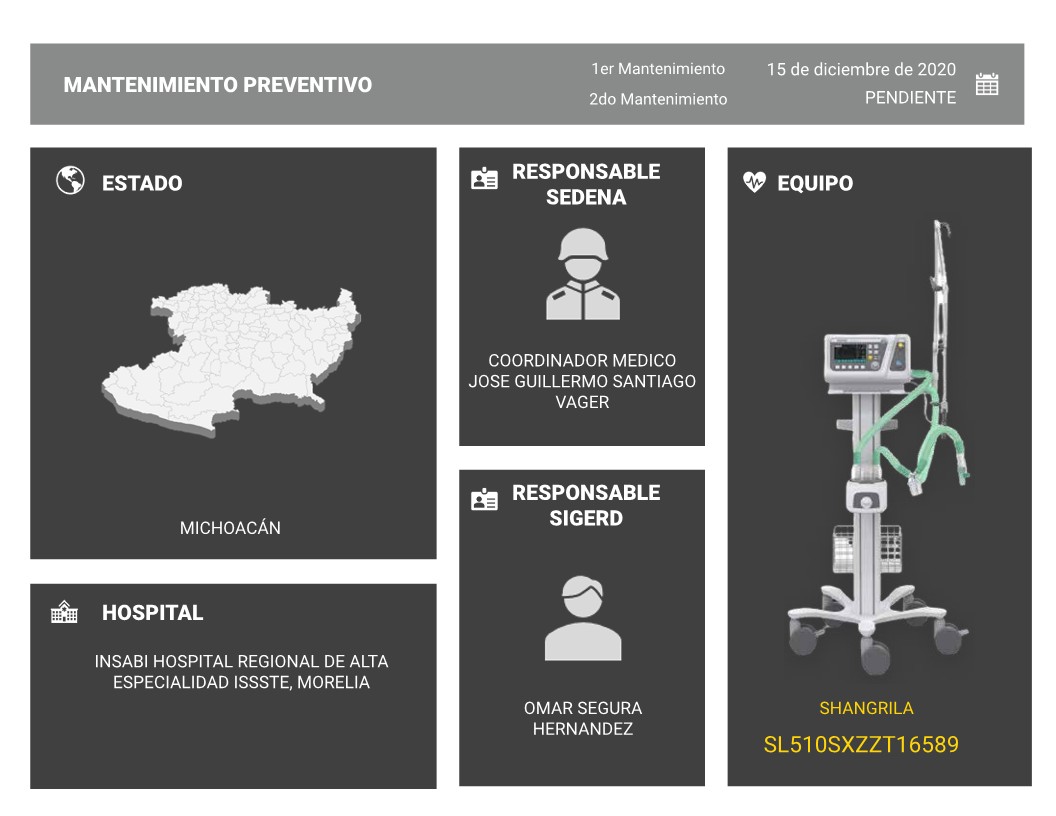 MANTENIMIENTO PREVENTIVO
1er Mantenimiento
15 de diciembre de 2020
2do Mantenimiento
PENDIENTE
ESTADO
MICHOACÁN
HOSPITAL
INSABI HOSPITAL REGIONAL DE ALTA
ESPECIALIDAD ISSSTE, MORELIA
RESPONSABLE
SEDENA
COORDINADOR MEDICO
JOSE GUILLERMO SANTIAGO
VAGER
RESPONSABLE
SIGERD
OMAR SEGURA
HERNANDEZ
EQUIPO
SHANGRILA
SL510SXZZT16589